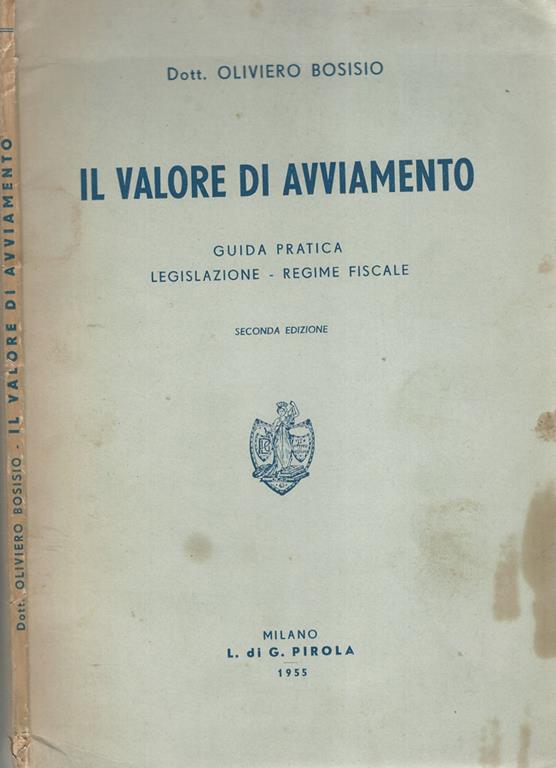 Dott. OLIVIERO BOSISIO - IL VALORE DI AVVIAMENTO
Dott. OLIVIERO BOSISIO
IL VALORE DI AVVIAMENTO
GUIDA PRATICA
LEGISLAZIONE - REGIME FISCALE
SECONDA EDIZIONE
MILANO
L. di G. PIROLA
1955